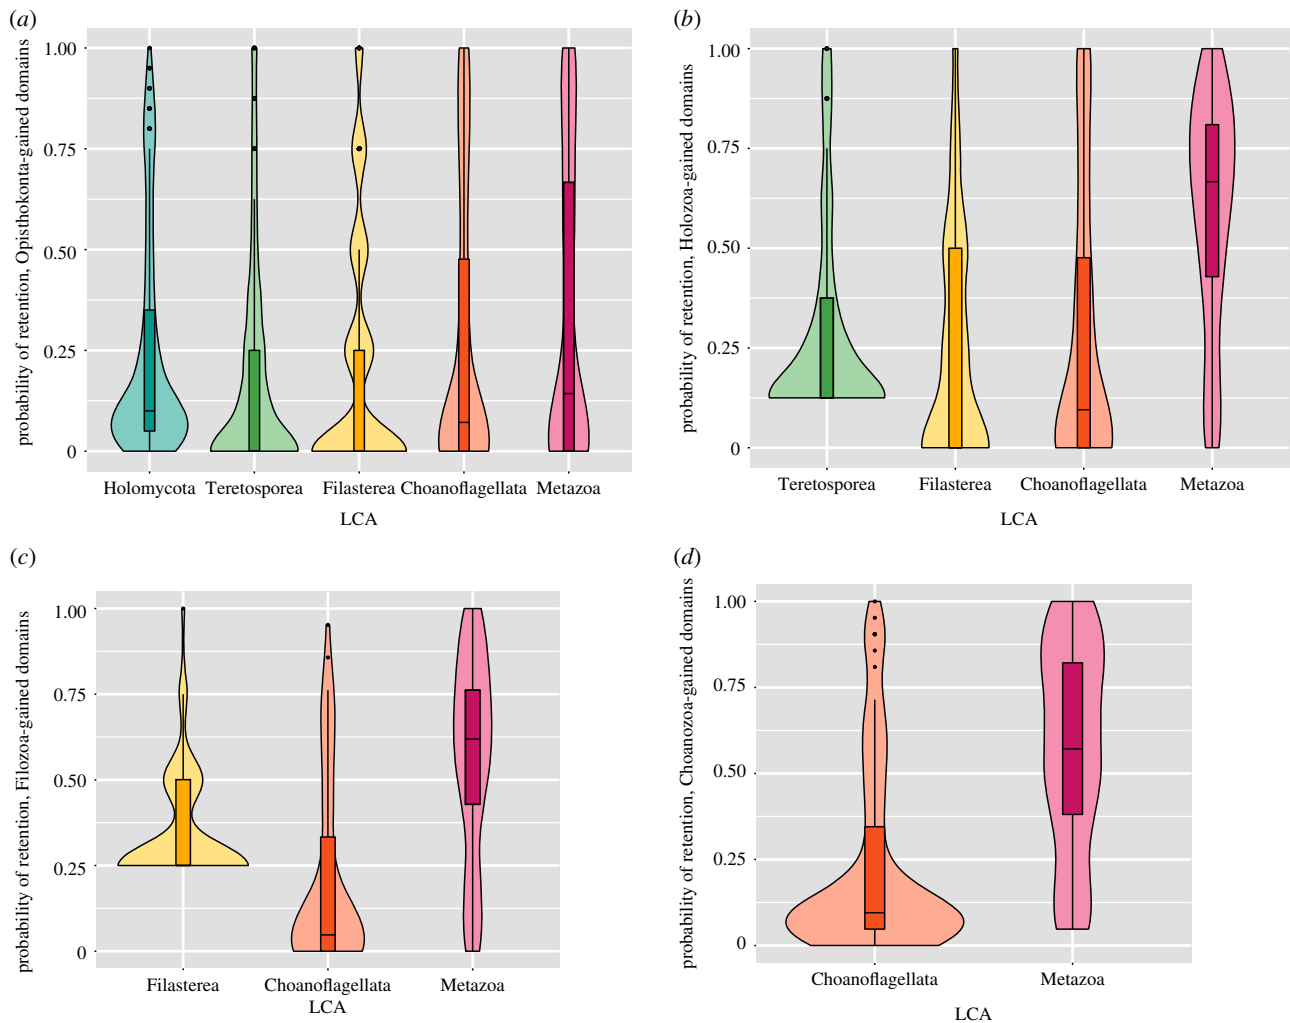 (a)
probability of retention, Opisthokonta-gained domains
1.00
0.75
0.50
0.25
0
Holomycota Teretosporea Filasterea Choanoflagellata Metazoa
LCA
(b)
probability of retention, Holozoa-gained domains
1.00
0.75
0.50
0.25
0
Teretosporea Filasterea Choanoflagellata Metazoa
LCA
(c)
probability of retention, Filozoa-gained domains
1.00
0.75
0.50
0.25
0
Filasterea Choanoflagellata Metazoa
LCA
(d)
probability of retention, Choanozoa-gained domains
1.00
0.75
0.50
0.25
0
Choanoflagellata Metazoa
LCA